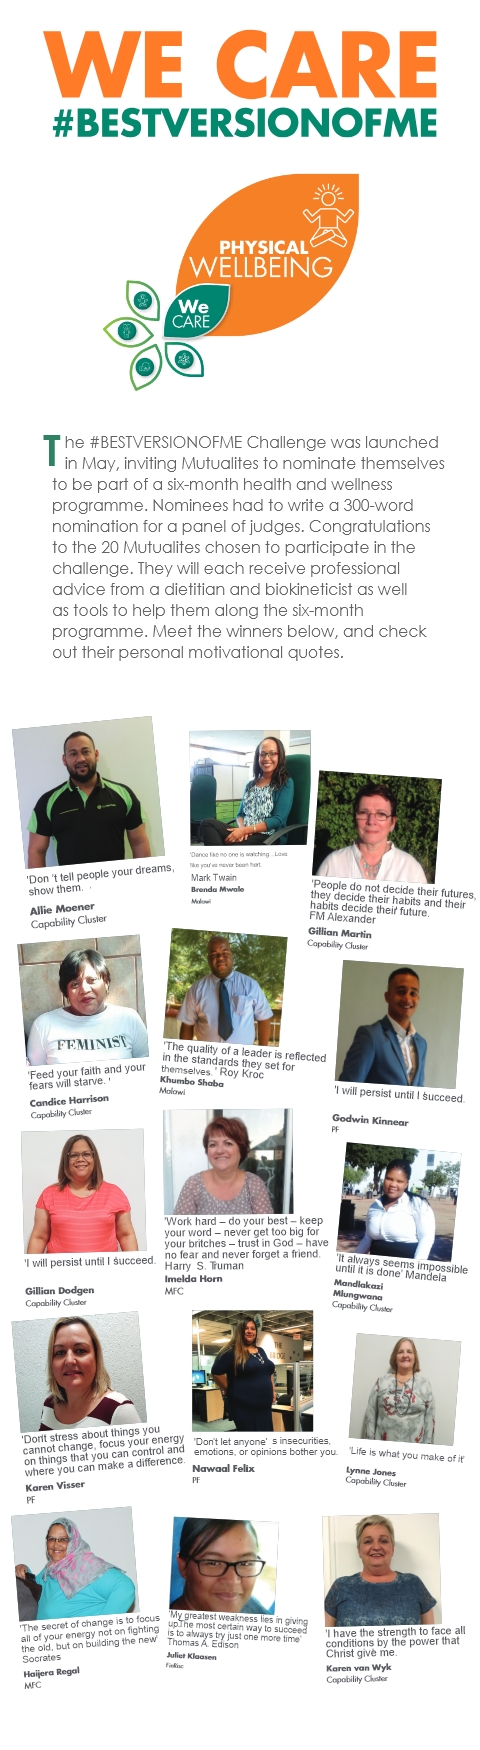 WE CARE
#BESTVERSIONOFME
PHYSICAL
WELLBEING
We
CARE
The #BESTVERSIONOFME Challenge was launched
in May, inviting Mutualites to nominate themselves
to be part of a six-month health and wellness
programme. Nominees had to write a 300-word
nomination for a panel of judges. Congratulations
to the 20 Mutualites chosen to participate in the
challenge. They will each receive professional
advice from a dietitian and biokineticist as well
as tools to help them along the six-month
programme. Meet the winners below, and check
out their personal motivational quotes.
'Don 't tell people your dreams,
show them.
Allie Moener
Capability Cluster
'Dance like no one is watching...Love
like you've never been hurt.
Mark Twain
Brenda Mwale
Malawi
'People do not decide their futures,
they decide their habits and their
habits decide their' future.
FM Alexander
Gillian Martin
Capability Cluster
FEMINIST
'Feed your faith and your
fears will starve. '
Candice Harrison
Capability Cluster
'The quality of a leader is reflected
in the standards they set for
themselves. ' Roy Kroc
Khumbo Shaba
Malawi
'I will persist until I succeed.
Godwin Kinnear
PF
'I will persist until I succeed.
Gillian Dodgen
Capability Cluster
'Work hard – do your best – keep
your word – never get too big for
your britches – trust in God – have
no fear and never forget a friend.
Harry S. Truman
Imelda Horn
MFC
'It always seems impossible
until it is done' Mandela
Mandlakazi
Mlungwana
Capability Cluster
'Don't stress about things you
cannot change, focus your energy
on things that you can control and
where you can make a difference.
Karen Visser
PF
'Don't let anyone' s insecurities,
emotions, or opinions bother you.
Nawaal Felix
PF
'Life is what you make of it'
Lynne Jones
Capability Cluster
'The secret of change is to focus
all of your energy not on fighting
the old, but on building the new'
Socrates
Haijera Regal
MFC
'My greatest weakness lies in giving
up.The most certain way to succeed
is to always try just one more time'
Thomas A. Edison
Juliet Klaasen
'I have the strength to face all
conditions by the power that
Christ give me.
Karen van Wyk
Capability Cluster